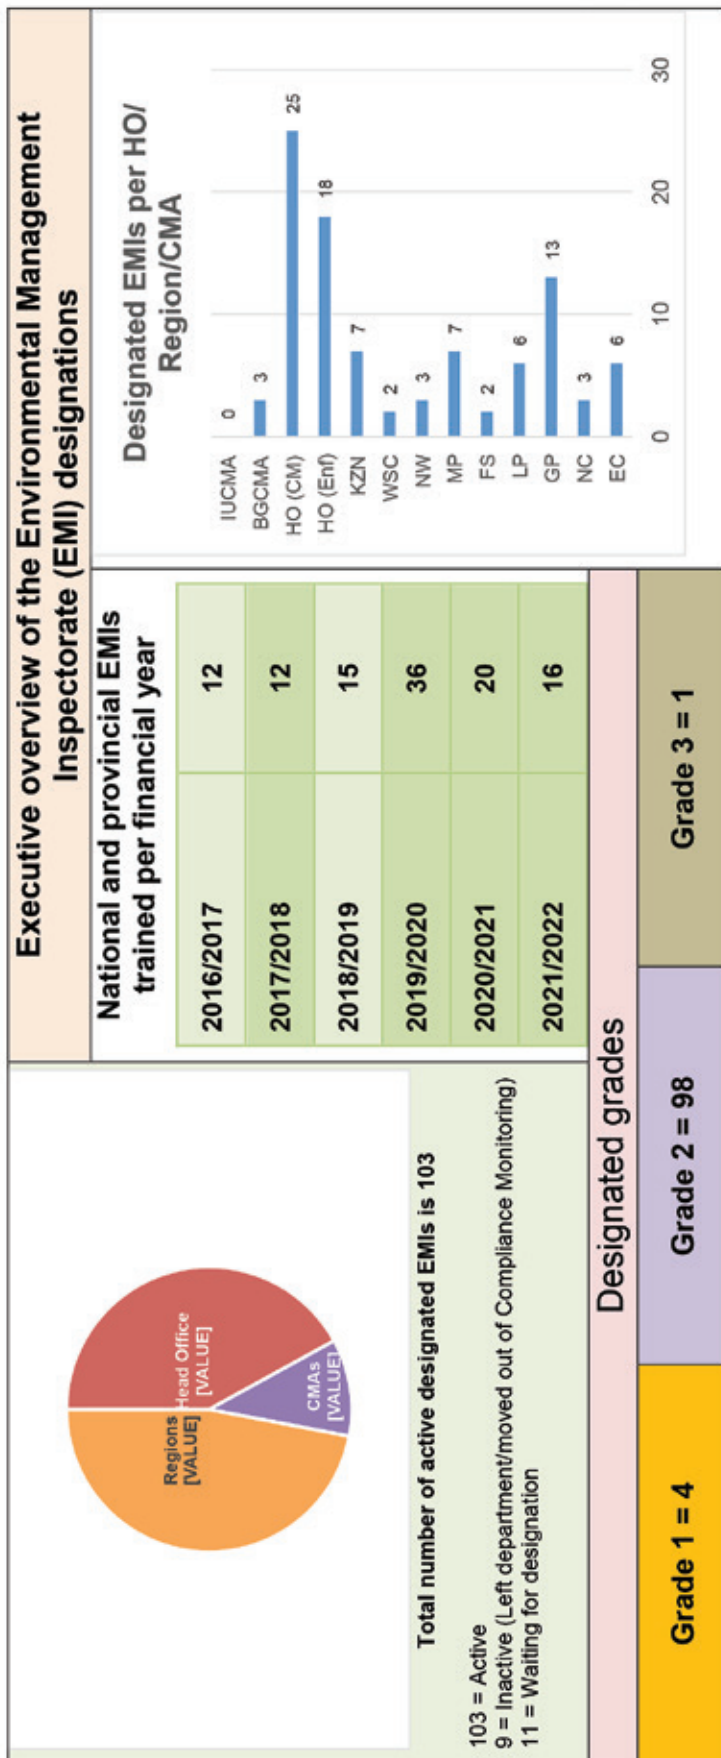 Executive overview of the Environmental Management
Inspectorate (EMI) designations
Regions
[VALUE]
Head Office
[VALUE]
CMAs
[VALUE]
Total number of active designated EMIs is 103
103 = Active
9 = Inactive (Left department/moved out of Compliance Monitoring)
11 = Waiting for designation
National and provincial EMIs
trained per financial year
2016/2017 12
2017/2018 12
2018/2019 15
2019/2020 36
2020/2021 20
2021/2022 16
Designated EMIs per HO/
Region/CMA
IUCMA 0
BGCMA 3
HO (CM) 25
HO (Enf) 18
KZN 7
WSC 2
NW 3
MP 7
FS 2
LP 6
GP 13
NC 3
EC 6
0 10 20 30
Designated grades
Grade 1 = 4
Grade 2 = 98
Grade 3 = 1